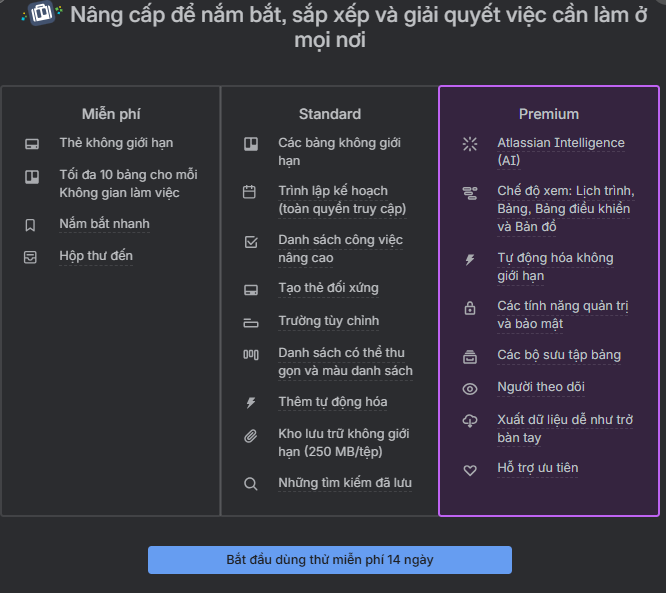 Nâng cấp để nắm bắt, sắp xếp và giải quyết việc cần làm ở
mọi nơi
Miễn phí
Thẻ không giới hạn
Tối đa 10 bảng cho mỗi
Không gian làm việc
Nắm bắt nhanh
Hộp thư đến
Standard
Các bảng không giới
hạn
Trình lập kế hoạch
(toàn quyền truy cập)
Danh sách công việc
nâng cao
Tạo thẻ đối xứng
Trường tùy chỉnh
Danh sách có thể thu
gọn và màu danh sách
Thêm tự động hóa
Kho lưu trữ không giới
hạn (250 MB/tệp)
Những tìm kiếm đã lưu
Premium
Atlassian Intelligence
(AI)
Chế độ xem: Lịch trình,
Bảng, Bảng điều khiển
và Bản đồ
Tự động hóa không
giới hạn
Các tính năng quản trị
và bảo mật
Các bộ sưu tập bảng
Người theo dõi
Xuất dữ liệu dễ như trở
bàn tay
Hỗ trợ ưu tiên
Bắt đầu dùng thử miễn phí 14 ngày